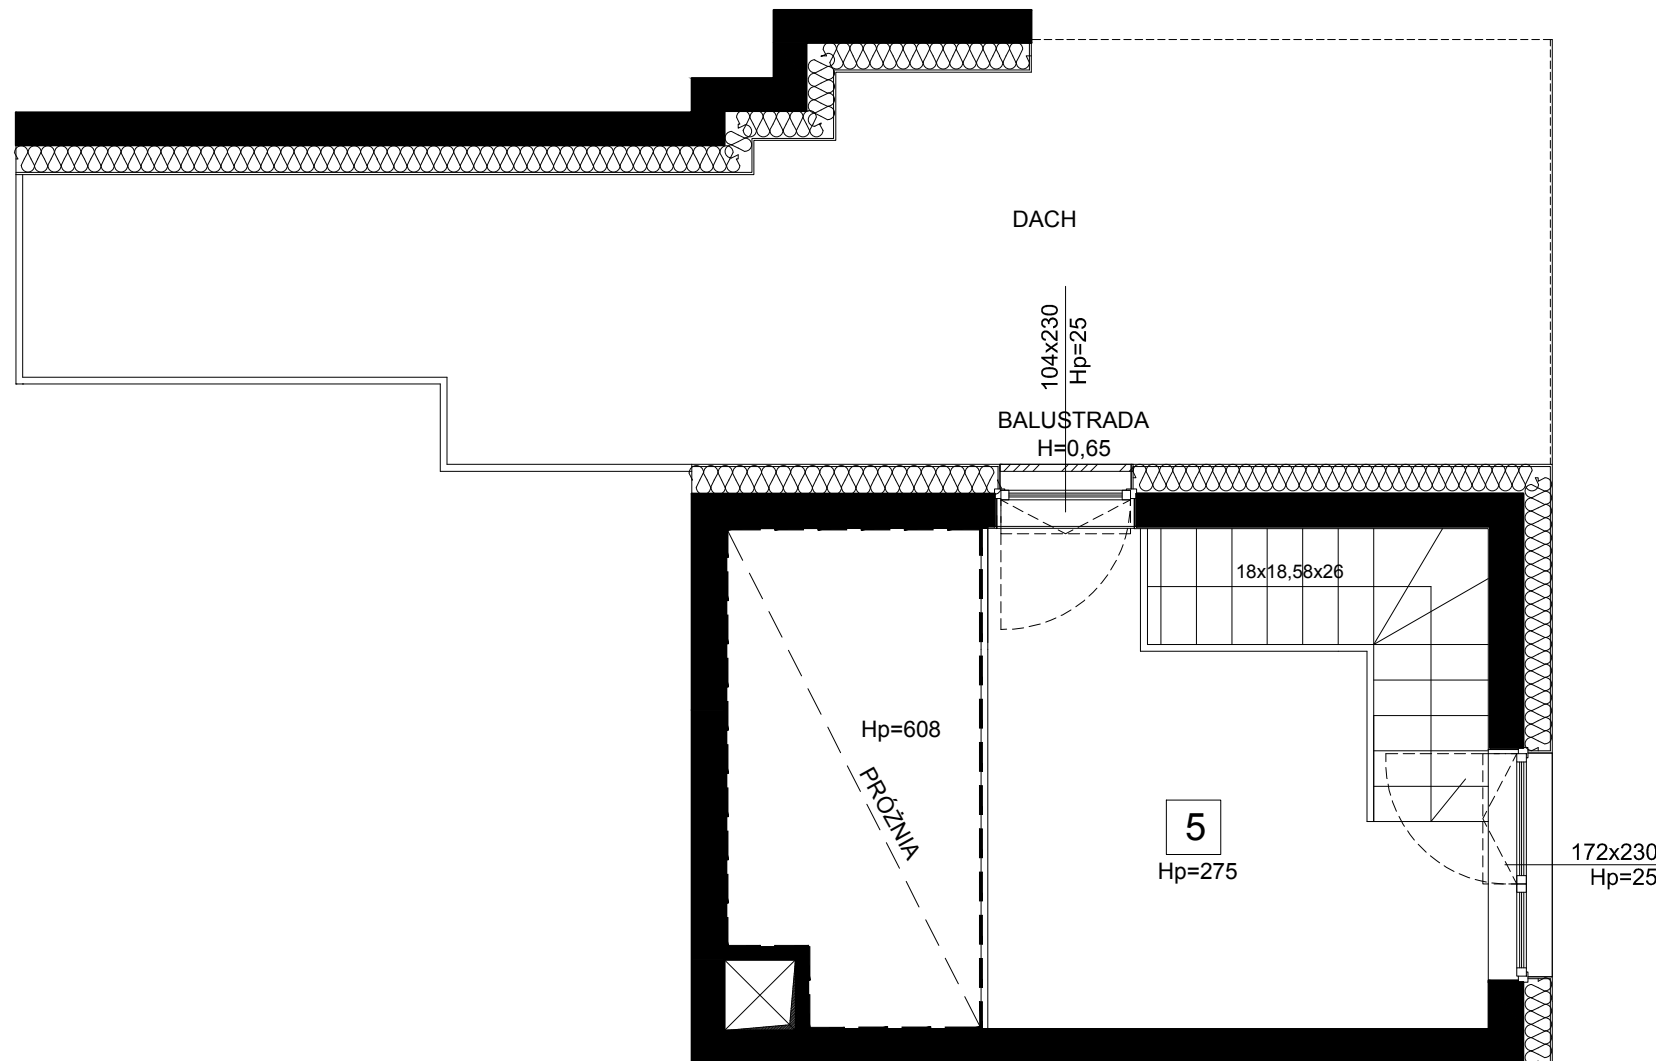 DACH
104x230
Hp=25
BALUSTRADA
H=0,65
18x18,58x26
Hp=608
PRÓŻNIA
5
Hp=275
172x230
Hp=25